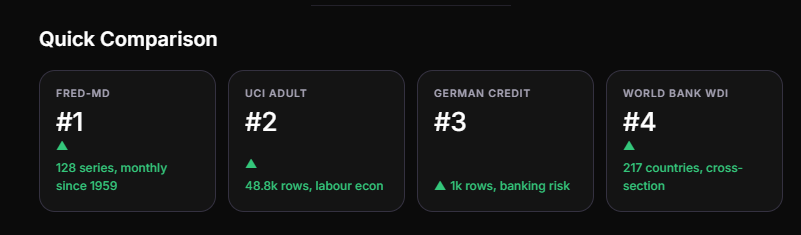 Quick Comparison
FRED-MD
#1
▲
128 series, monthly
since 1959
UCI ADULT
#2
▲
48.8k rows, labour econ
GERMAN CREDIT
#3
▲ 1k rows, banking risk
WORLD BANK WDI
#4
▲
217 countries, cross-
section